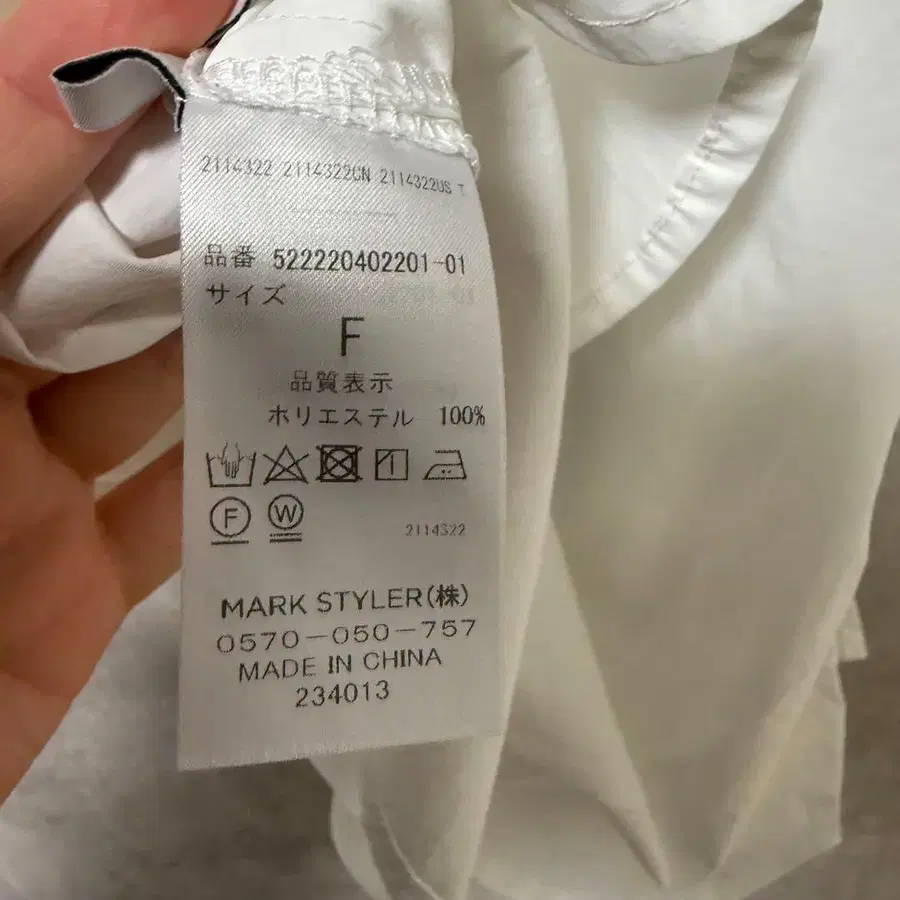 2114322 2114322CN 2114322US T
品番 522220402201-01
サイズ
F
品質表示
ポリエステル 100%
F W
2114322
MARK STYLER(株)
0570-050-757
MADE IN CHINA
234013